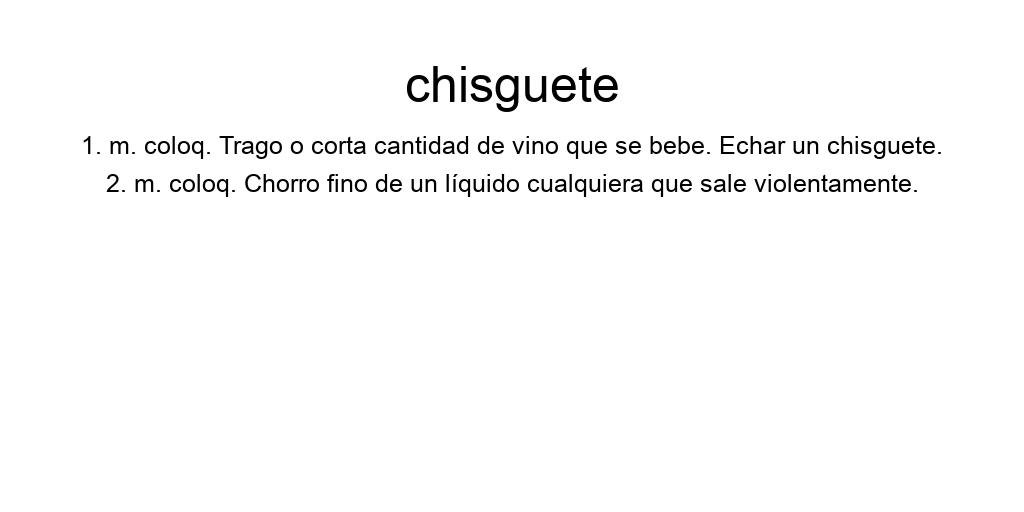 chisguete
1. m. coloq. Trago o corta cantidad de vino que se bebe. Echar un chisguete.
2. m. coloq. Chorro fino de un líquido cualquiera que sale violentamente.